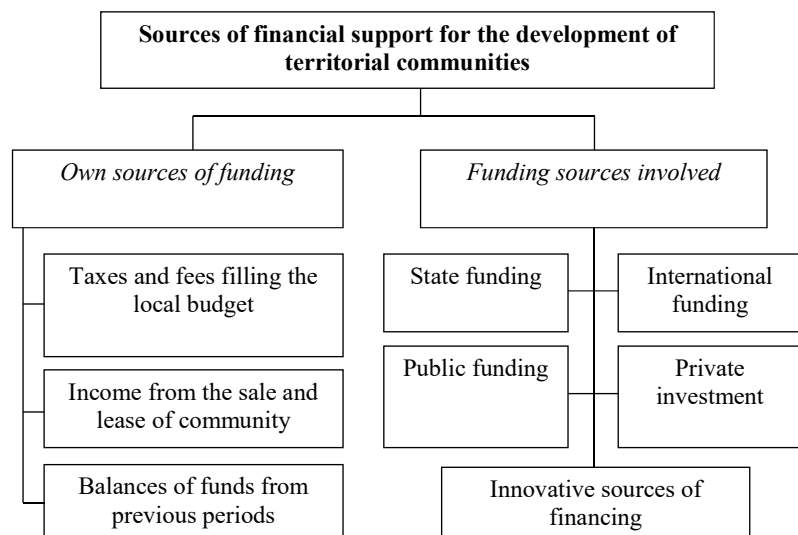 Sources of financial support for the development of
territorial communities
Own sources of funding
Funding sources involved
Taxes and fees filling the
local budget
Income from the sale and
lease of community
Balances of funds from
previous periods
State funding
International
funding
Public funding
Private
investment
Innovative sources of
financing